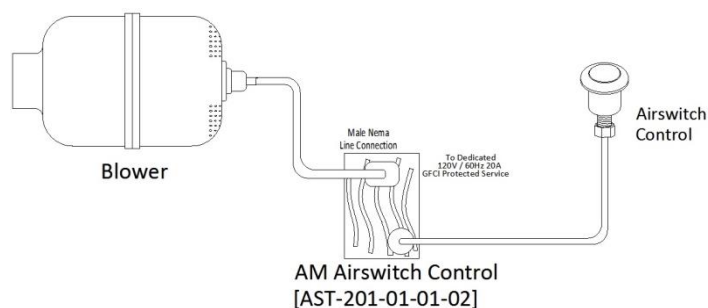 Blower
Male Nema
Line Connection
To Dedicated
120V / 60Hz 20A
GFCI Protected Service
Airswitch
Control
AM Airswitch Control
[AST-201-01-01-02]